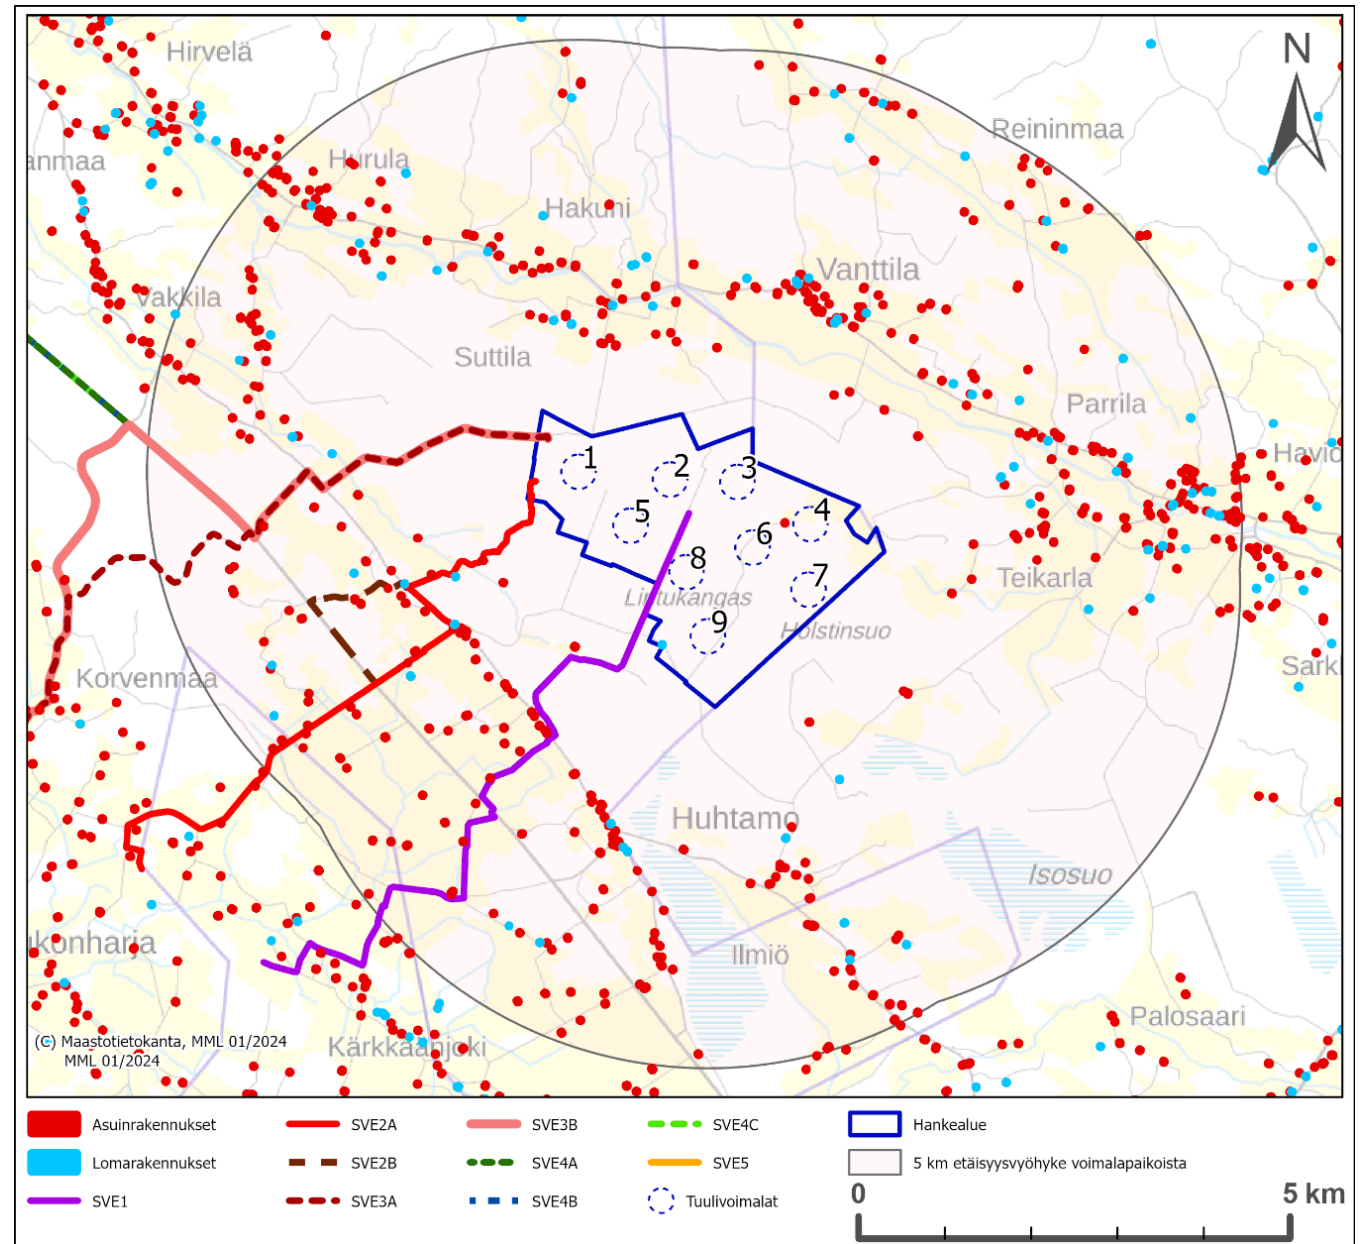 Hirvelä
N
Reininmaa
anmaa
Hurula
Hakuni
Vanttila
Vakkila
Suttila
Parrila
Havio
1
2
3
4
5
6
7
8
9
Lintukangas
Holstinsuo
Teikarla
Korvenmaa
Sark
Huhtamo
Isosuo
ukonharja
Ilmiö
Palosaari
Kärkkäänjoki
(C) Maastotietokanta, MML 01/2024
MML 01/2024
Asuinrakennukset
SVE2A
SVE3B
SVE4C
Hankealue
Lomarakennukset
SVE2B
SVE4A
SVE5
5 km etäisyysvyöhyke voimalapaikoista
SVE1
SVE3A
SVE4B
Tuulivoimalat
0
5 km